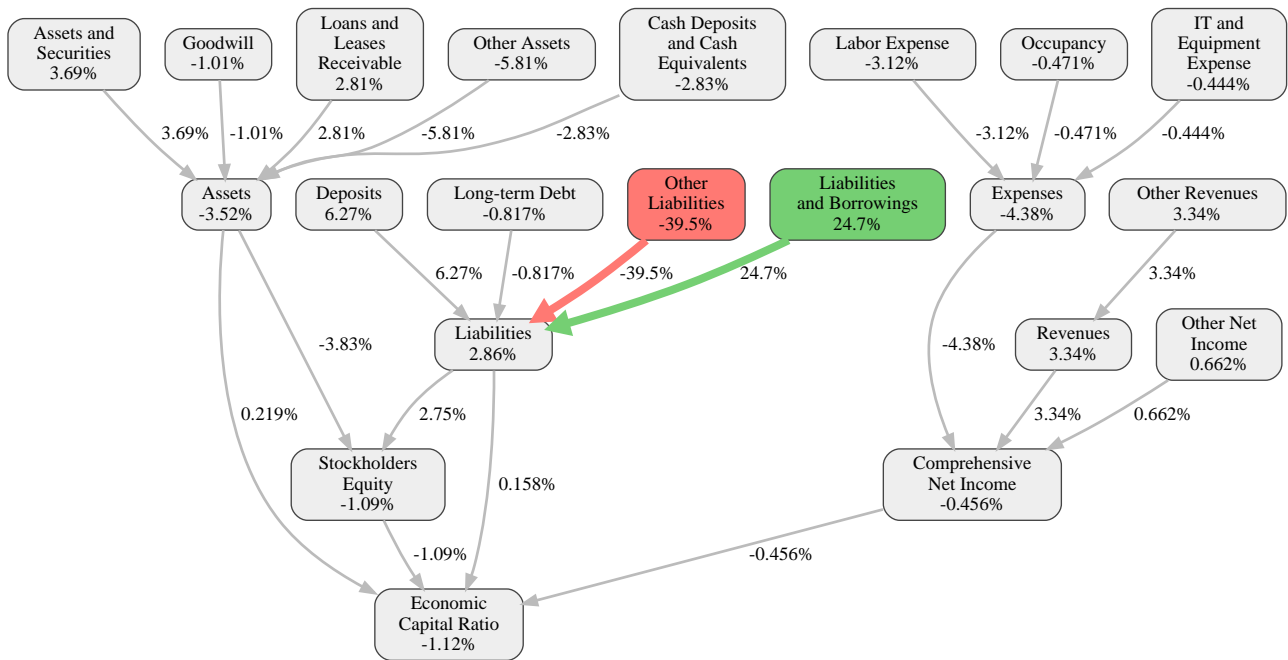 Assets and
Securities
3.69%
Goodwill
-1.01%
Loans and
Leases
Receivable
2.81%
Other Assets
-5.81%
Cash Deposits
and Cash
Equivalents
-2.83%
Labor Expense
-3.12%
Occupancy
-0.471%
IT and
Equipment
Expense
-0.444%
3.69%
-1.01%
2.81%
-5.81%
-2.83%
-3.12%
-0.471%
-0.444%
Assets
-3.52%
Deposits
6.27%
Long-term Debt
-0.817%
Other
Liabilities
-39.5%
Liabilities
and Borrowings
24.7%
Expenses
-4.38%
Other Revenues
3.34%
6.27%
-0.817%
-39.5%
24.7%
3.34%
-3.83%
Liabilities
2.86%
-4.38%
Revenues
3.34%
Other Net
Income
0.662%
0.219%
2.75%
3.34%
0.662%
Stockholders
Equity
-1.09%
0.158%
Comprehensive
Net Income
-0.456%
-1.09%
-0.456%
Economic
Capital Ratio
-1.12%